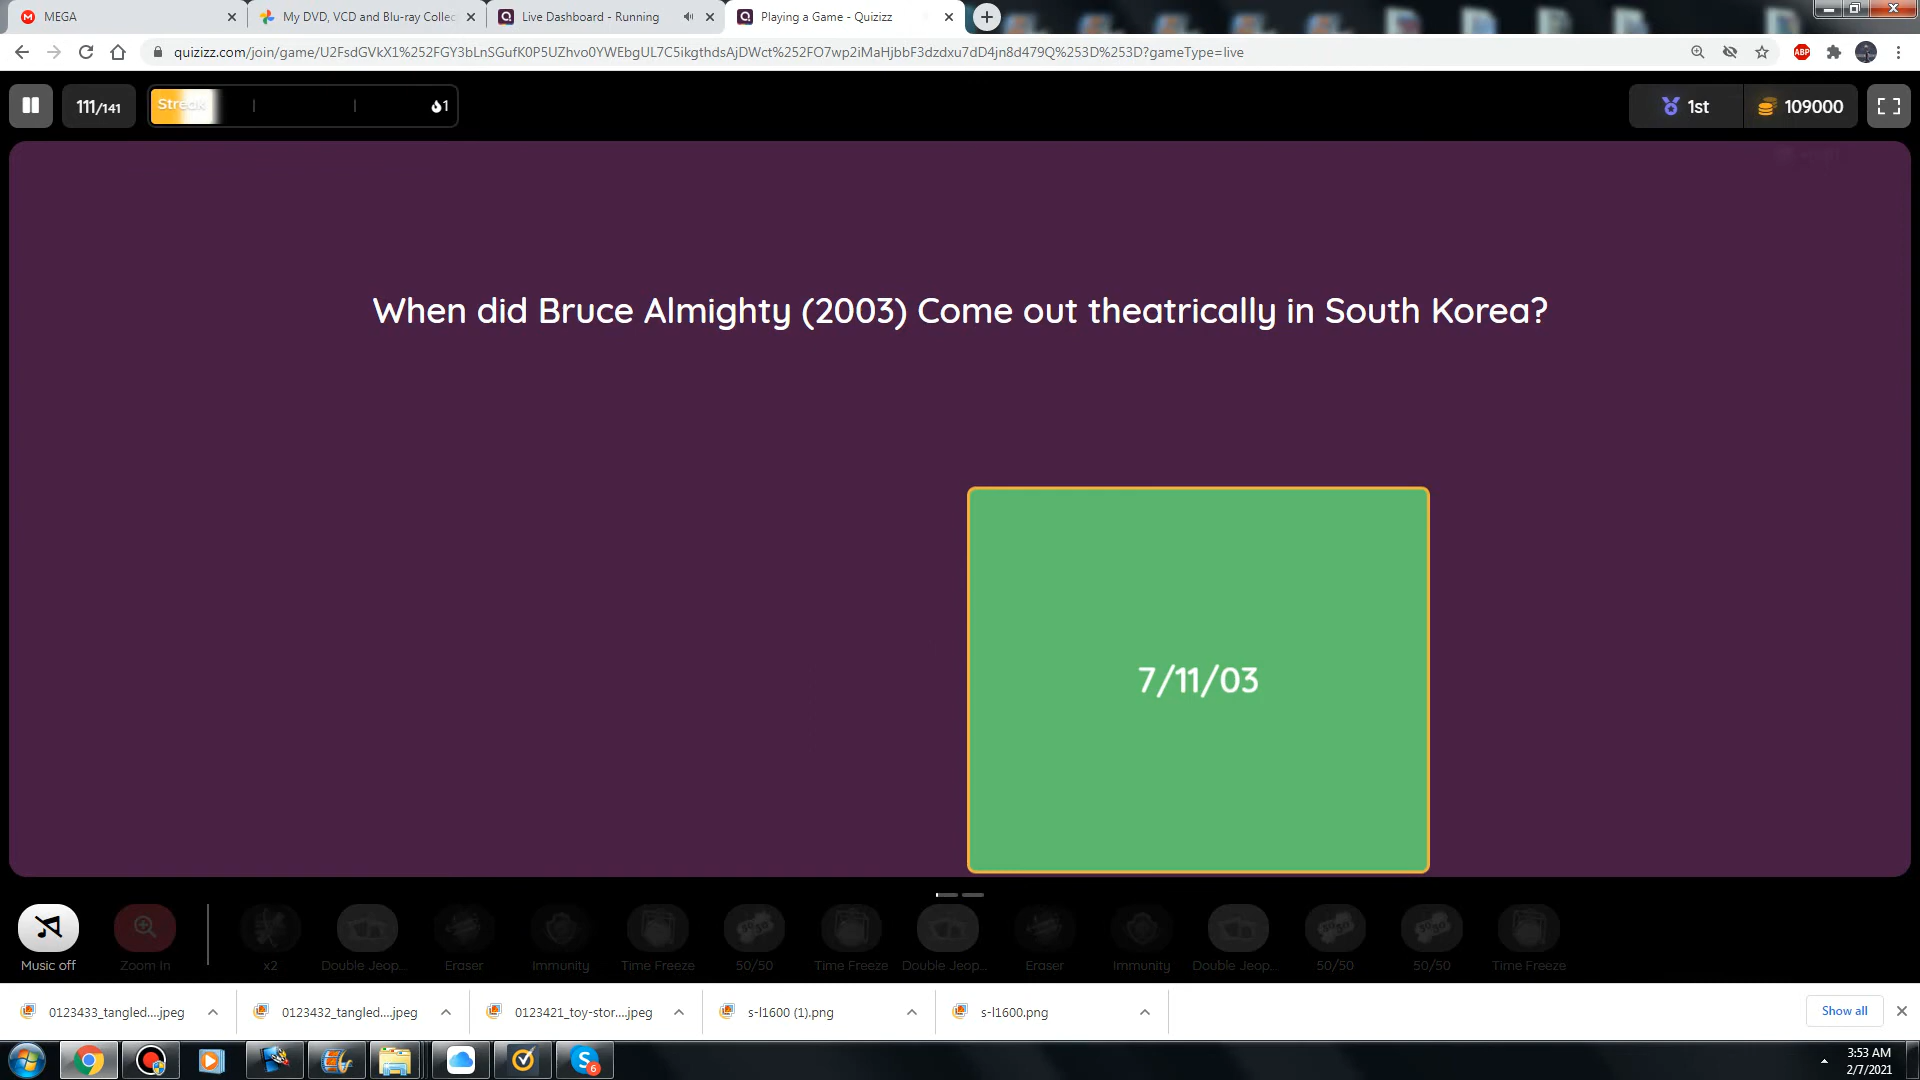 MEGA
My DVD, VCD and Blu-ray Collec
Live Dashboard - Running
Playing a Game - Quizizz
quizizz.com/join/game/U2FsdGVkX1%252FGY3bLnSGufK0P5UZhvo0YWEbgUL7C5ikgthdsAjDWct%252FO7wp2iMaHjbbF3dzdxu7dD4jn8d479Q%253D%253D?gameType=live
ABP
111/141
Streak
1
1st
109000
When did Bruce Almighty (2003) Come out theatrically in South Korea?
7/11/03
Music off
Zoom In
x2
Double Jeop...
Eraser
Immunity
Time Freeze
50/50
Time Freeze
Double Jeop...
Eraser
Immunity
Double Jeop...
50/50
50/50
Time Freeze
0123433_tangled....jpeg
0123432_tangled....jpeg
0123421_toy-stor....jpeg
s-l1600 (1).png
s-l1600.png
Show all
6
3:53 AM
2/7/2021